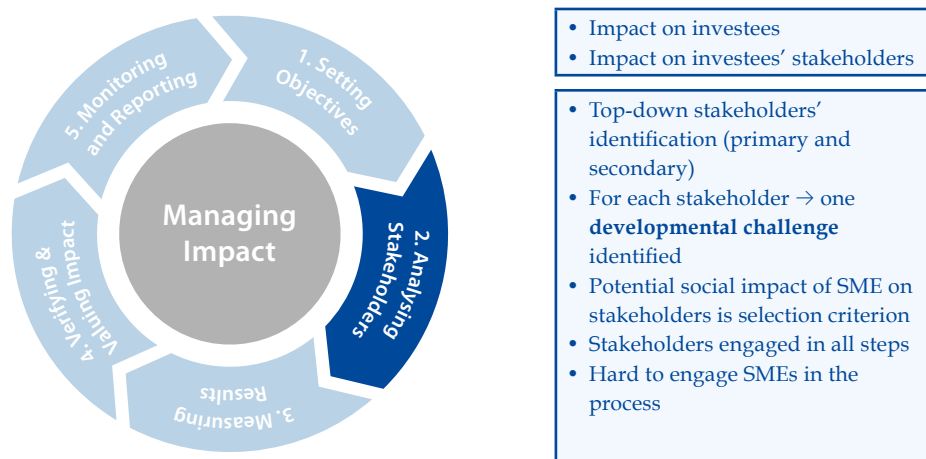 1. Setting
Objectives
2. Analysing
Stakeholders
3. Measuring
Results
4. Verifying &
Valuing Impact
5. Monitoring
and Reporting
Managing
Impact
• Impact on investees
• Impact on investees’ stakeholders
• Top-down stakeholders’
identification (primary and
secondary)
• For each stakeholder → one
developmental challenge
identified
• Potential social impact of SME on
stakeholders is selection criterion
• Stakeholders engaged in all steps
• Hard to engage SMEs in the
process